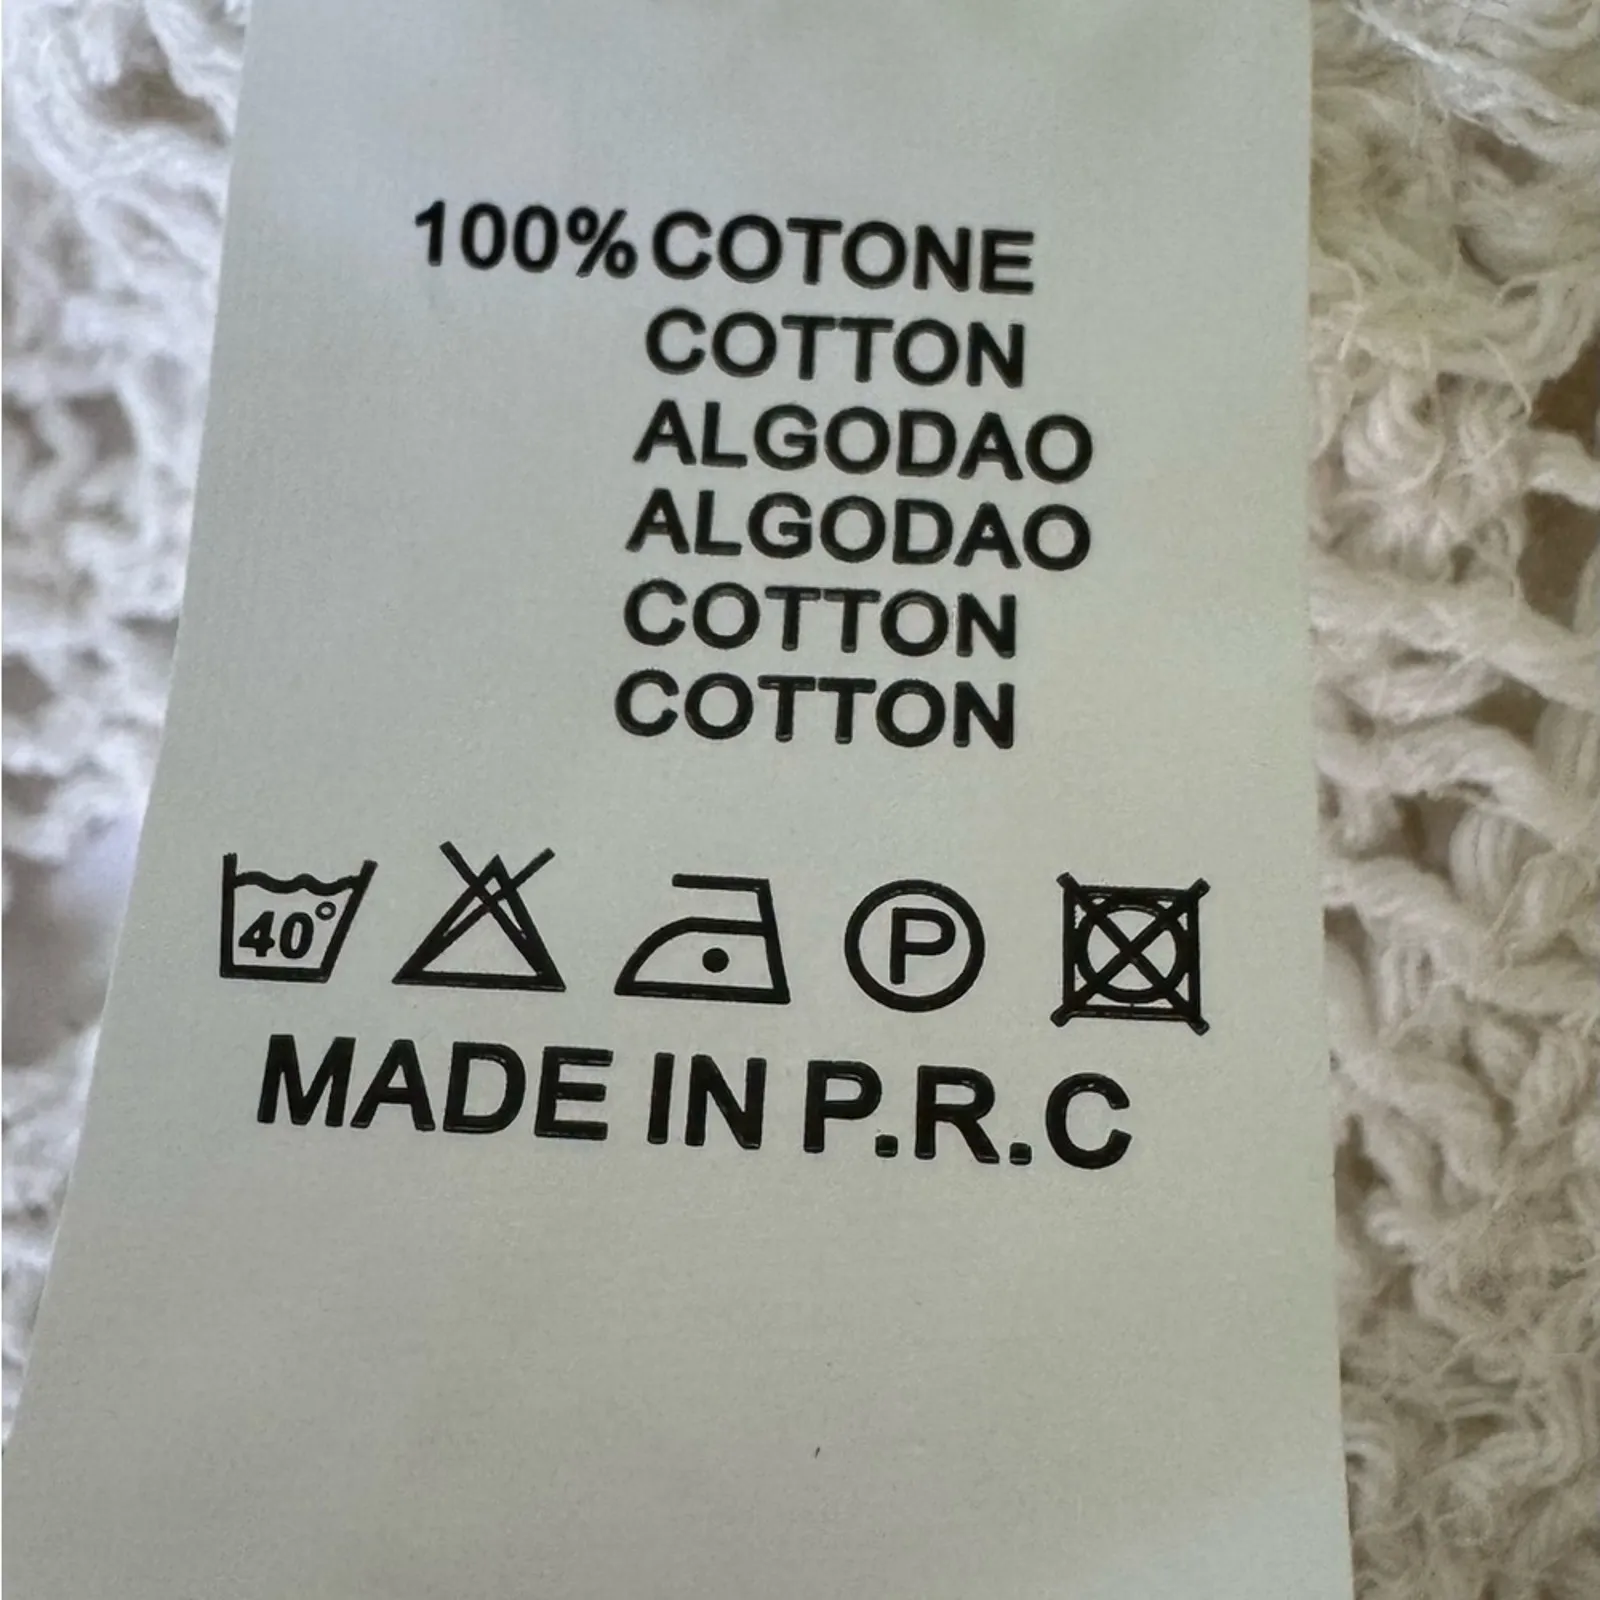 100% COTONE
COTTON
ALGODAO
ALGODAO
COTTON
COTTON
40°
P
MADE IN P.R.C